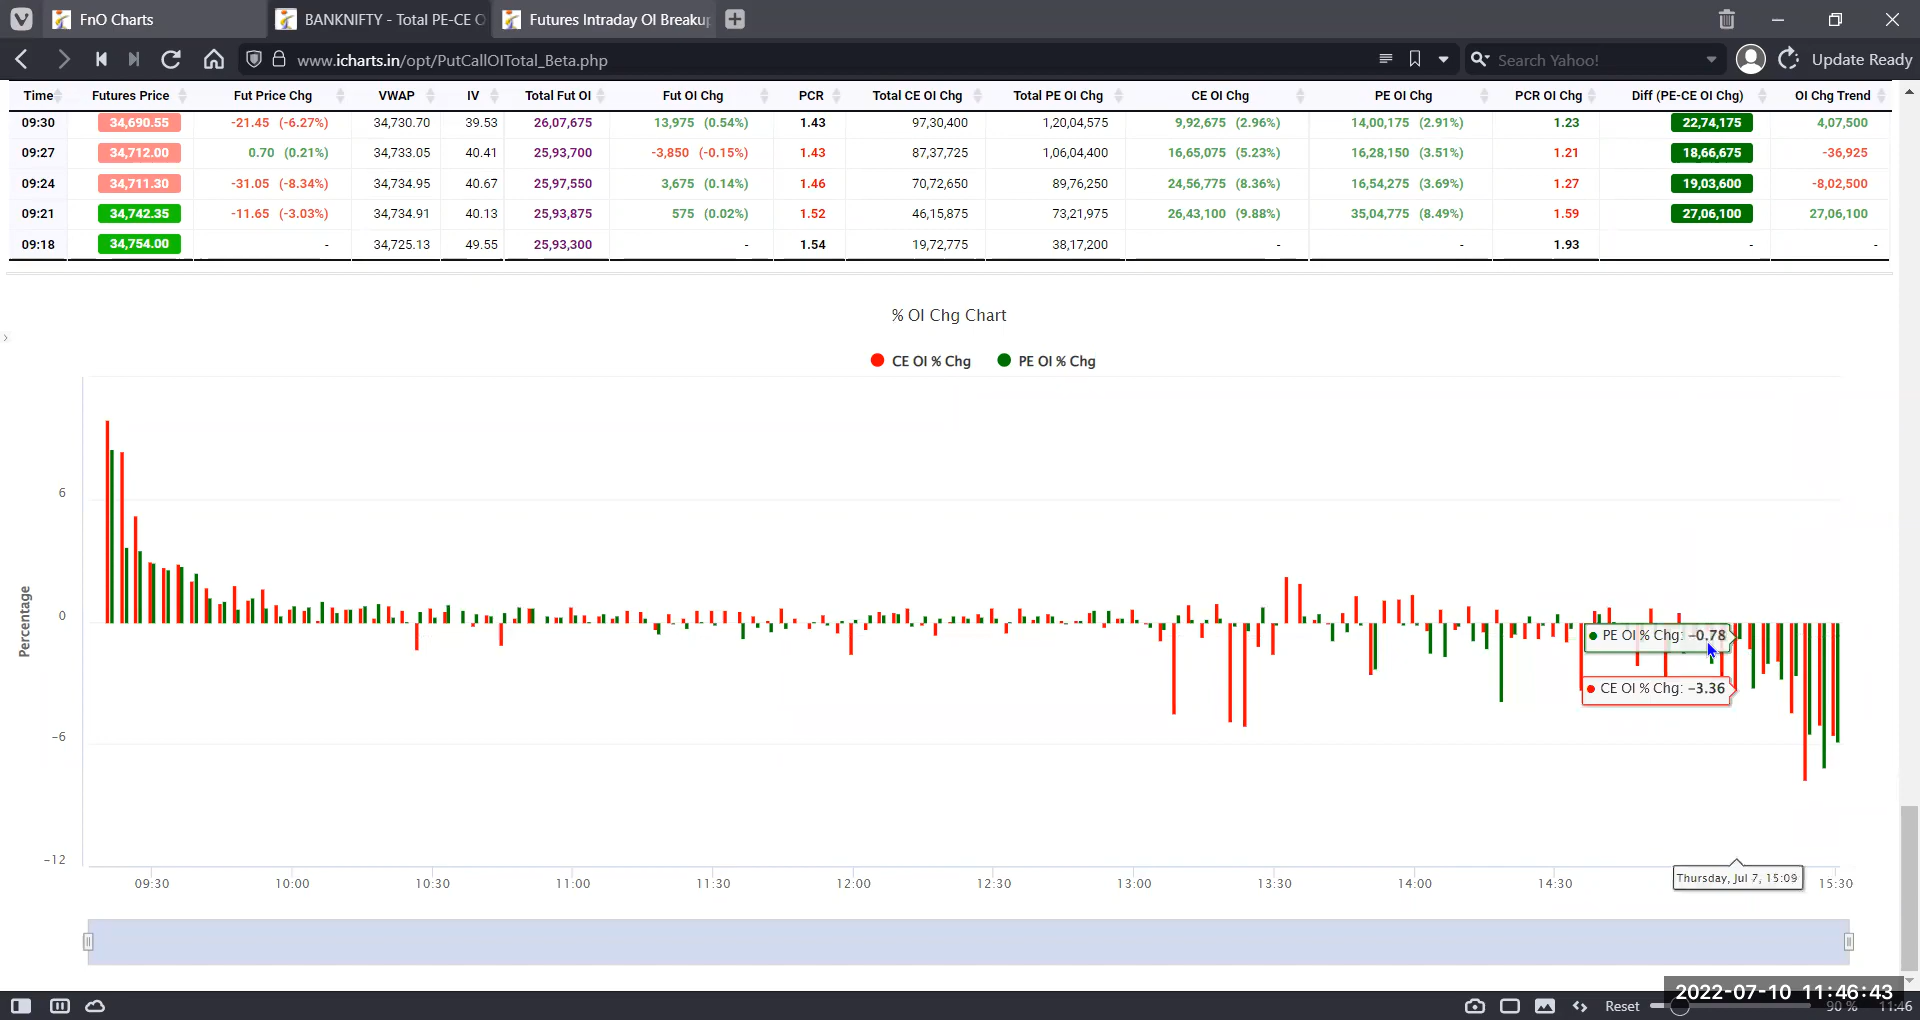 FnO Charts BANKNIFTY - Total PE-CE O Futures Intraday OI Breakup
www.icharts.in/opt/PutCallOITotal_Beta.php Search Yahoo! Update Ready
Time Futures Price Fut Price Chg VWAP IV Total Fut OI Fut OI Chg PCR Total CE OI Chg Total PE OI Chg CE OI Chg PE OI Chg PCR OI Chg Diff (PE-CE OI Chg) OI Chg Trend
09:30 34,690.55 -21.45 (-6.27%) 34,730.70 39.53 26,07,675 13,975 (0.54%) 1.43 97,30,400 1,20,04,575 9,92,675 (2.96%) 14,00,175 (2.91%) 1.23 22,74,175 4,07,500
09:27 34,712.00 0.70 (0.21%) 34,733.05 40.41 25,93,700 -3,850 (-0.15%) 1.43 87,37,725 1,06,04,400 16,65,075 (5.23%) 16,28,150 (3.51%) 1.21 18,66,675 -36,925
09:24 34,711.30 -31.05 (-8.34%) 34,734.95 40.67 25,97,550 3,675 (0.14%) 1.46 70,72,650 89,76,250 24,56,775 (8.36%) 16,54,275 (3.69%) 1.27 19,03,600 -8,02,500
09:21 34,742.35 -11.65 (-3.03%) 34,734.91 40.13 25,93,875 575 (0.02%) 1.52 46,15,875 73,21,975 26,43,100 (9.88%) 35,04,775 (8.49%) 1.59 27,06,100 27,06,100
09:18 34,754.00 - 34,725.13 49.55 25,93,300 - 1.54 19,72,775 38,17,200 - - 1.93 - -
% OI Chg Chart
CE OI % Chg PE OI % Chg
6
0
-6
-12
Percentage
PE OI % Chg: -0.78
CE OI % Chg: -3.36
Thursday, Jul 7, 15:09
09:30 10:00 10:30 11:00 11:30 12:00 12:30 13:00 13:30 14:00 14:30 15:30
2022-07-10 11:46:43
Reset 90 % 11:46